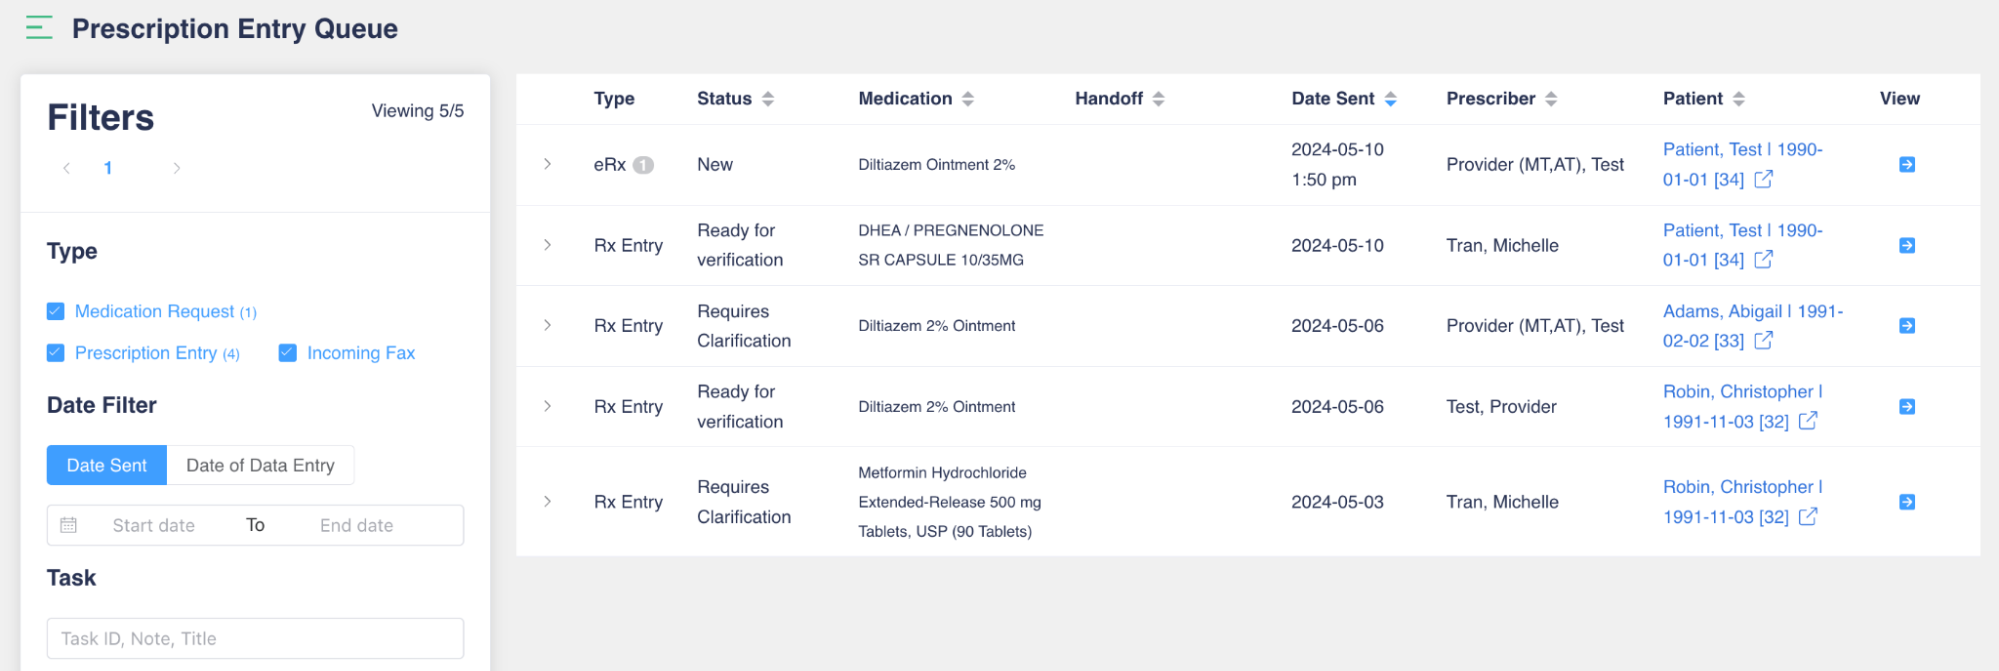 Prescription Entry Queue
Filters
Viewing 5/5
1
Type
Medication Request (1)
Prescription Entry (4)
Incoming Fax
Date Filter
Date Sent
Date of Data Entry
Start date To End date
Task
Task ID, Note, Title
Type Status Medication Handoff Date Sent Prescriber Patient View
eRx 1
New
Diltiazem Ointment 2%
2024-05-10
1:50 pm
Provider (MT,AT), Test
Patient, Test | 1990-
01-01 [34]
Rx Entry
Ready for
verification
DHEA / PREGNENOLONE
SR CAPSULE 10/35MG
2024-05-10
Tran, Michelle
Patient, Test | 1990-
01-01 [34]
Rx Entry
Requires
Clarification
Diltiazem 2% Ointment
2024-05-06
Provider (MT,AT), Test
Adams, Abigail | 1991-
02-02 [33]
Rx Entry
Ready for
verification
Diltiazem 2% Ointment
2024-05-06
Test, Provider
Robin, Christopher |
1991-11-03 [32]
Rx Entry
Requires
Clarification
Metformin Hydrochloride
Extended-Release 500 mg
Tablets, USP (90 Tablets)
2024-05-03
Tran, Michelle
Robin, Christopher |
1991-11-03 [32]